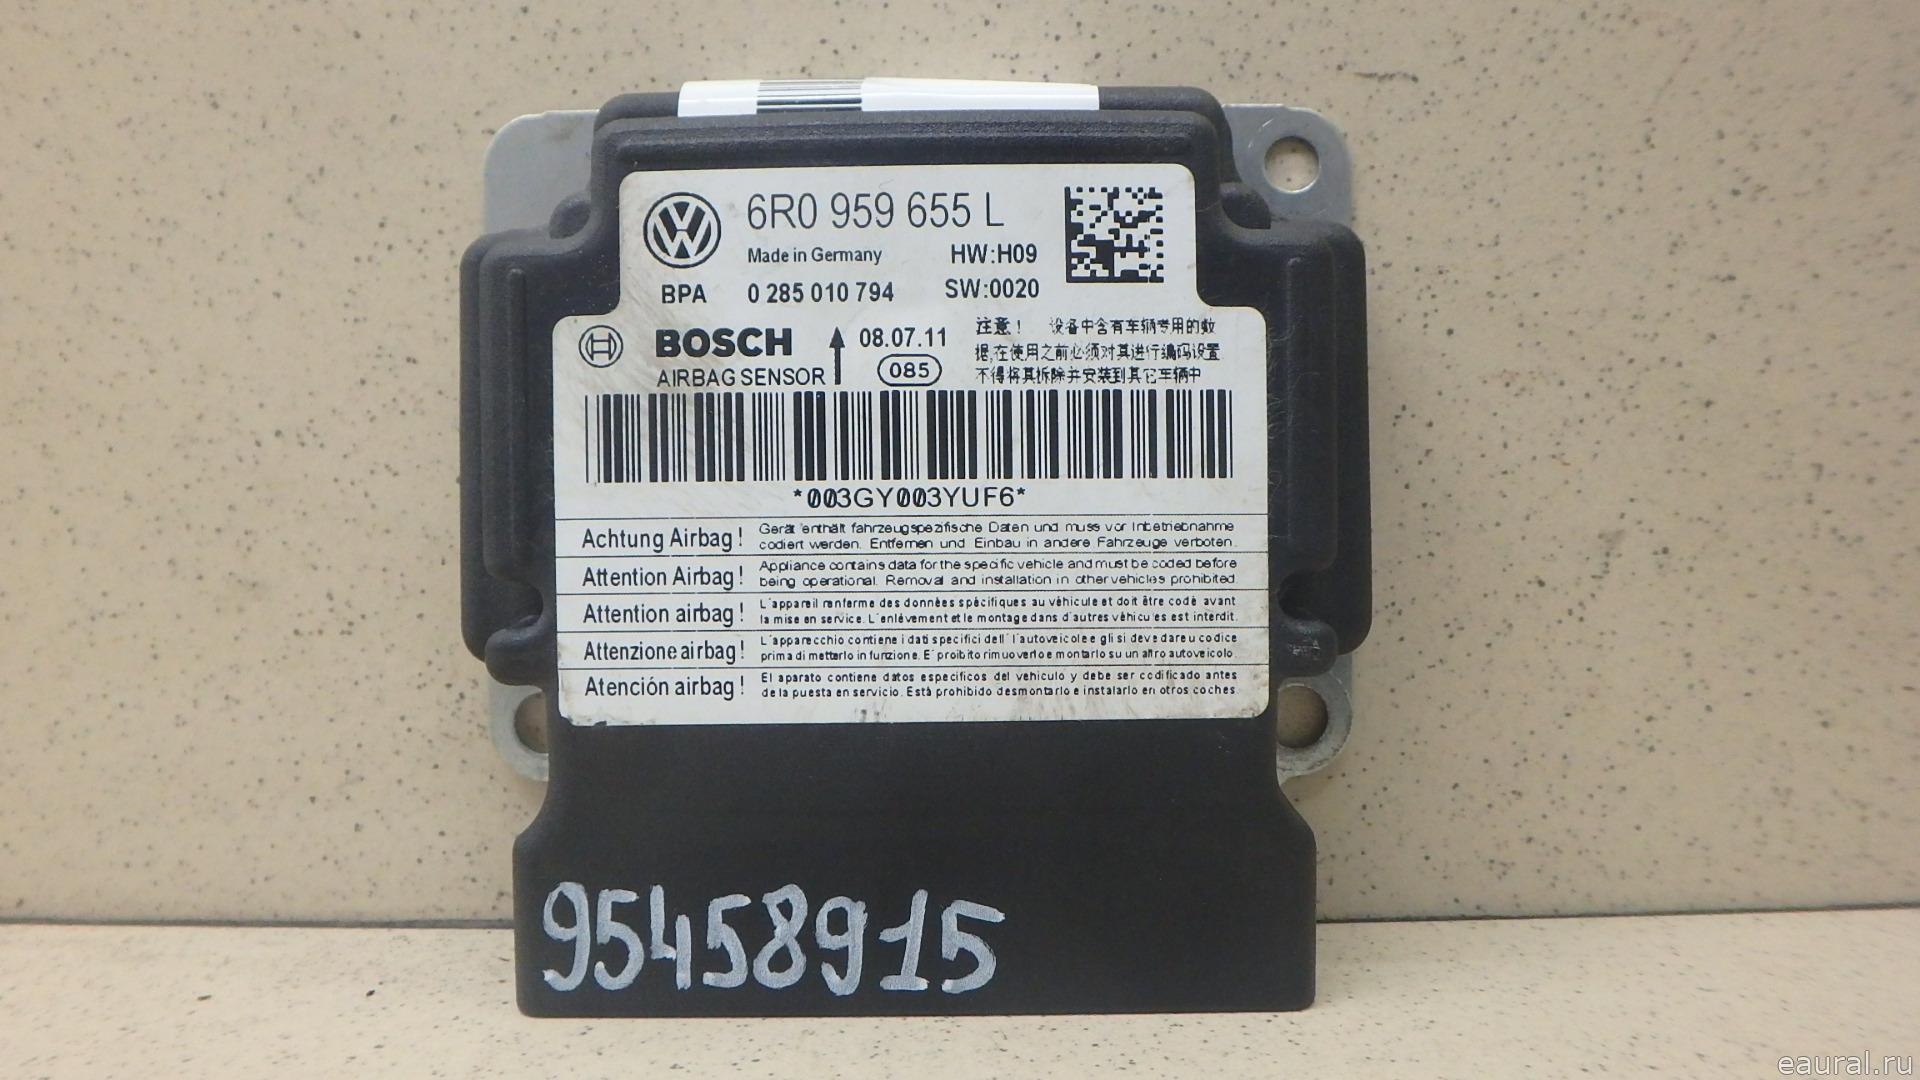 6R0 959 655 L
Made in Germany HW:H09
BPA 0 285 010 794 SW:0020
BOSCH 08.07.11
AIRBAG SENSOR 085
注意！ 设备中含有车辆专用的数
据,在使用之前必须对其进行编码设置
不得将其拆除并安装到其它车辆中
*003GY003YUF6*
Achtung Airbag! Gerät enthält fahrzeugspezifische Daten und muss vor Inbetriebnahme
codiert werden. Entfernen und Einbau in andere Fahrzeuge verboten.
Attention Airbag! Appliance contains data for the specific vehicle and must be coded before
being operational. Removal and installation in other vehicles prohibited.
Attention airbag! L'appareil renferme des données spécifiques au véhicule et doit être codé avant
la mise en service. L'enlévement et le montage dans d'autres véhicules est interdit.
Attenzione airbag! L'apparecchio contiene i dati specifici dell'l'autoveicolo e gli si deve dare u codice
prima di metterlo in funzione. E' proibito rimuoverlo e montarlo su un altro autoveicolo.
Atención airbag! El aparato contiene datos especificos del vehiculo y debe ser codificado antes
de la puesta en servicio. Está prohibido desmontarlo e instalarlo en otros coches.
95458915
eaural.ru